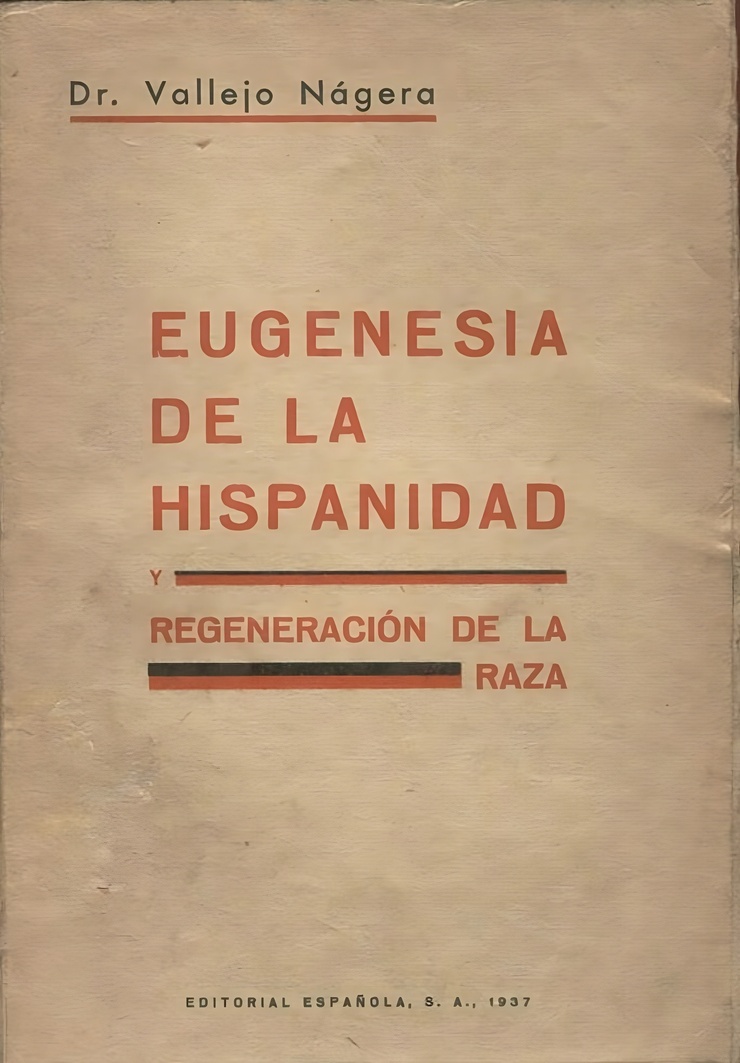 Dr. Vallejo Nágera
EUGENESIA
DE LA
HISPANIDAD
Y
REGENERACIÓN DE LA
RAZA
EDITORIAL ESPAÑOLA, S. A., 1937